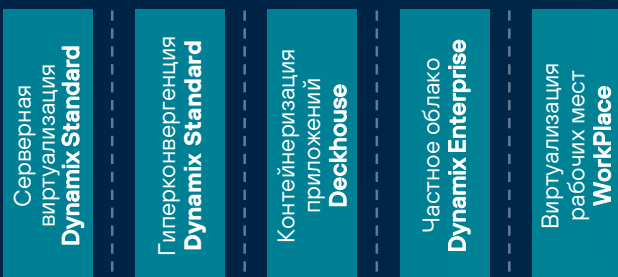 Серверная
виртуализация
Dynamix Standard
Гиперконвергенция
Dynamix Standard
Контейнеризация
приложений
Deckhouse
Частное облако
Dynamix Enterprise
Виртуализация
рабочих мест
WorkPlace